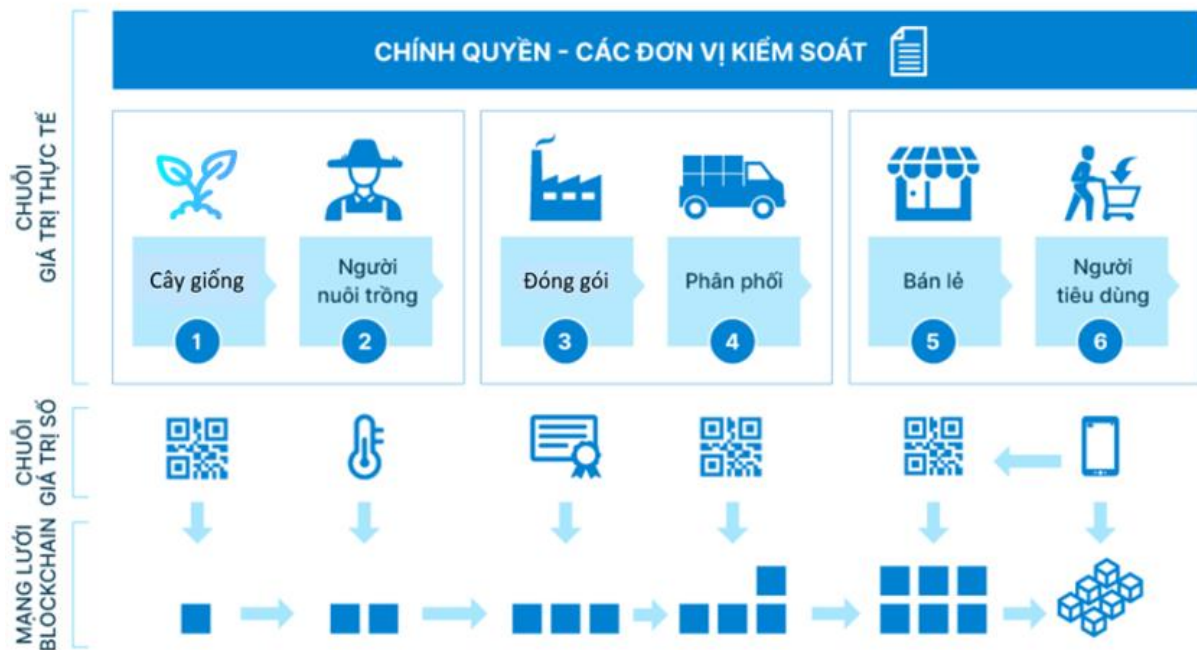 CHÍNH QUYỀN - CÁC ĐƠN VỊ KIỂM SOÁT
CHUỖI
GIÁ TRỊ THỰC TẾ
Cây giống
1
Người
nuôi trồng
2
Đóng gói
3
Phân phối
4
Bán lẻ
5
Người
tiêu dùng
6
CHUỖI
GIÁ TRỊ SỐ
MẠNG LƯỚI
BLOCKCHAIN